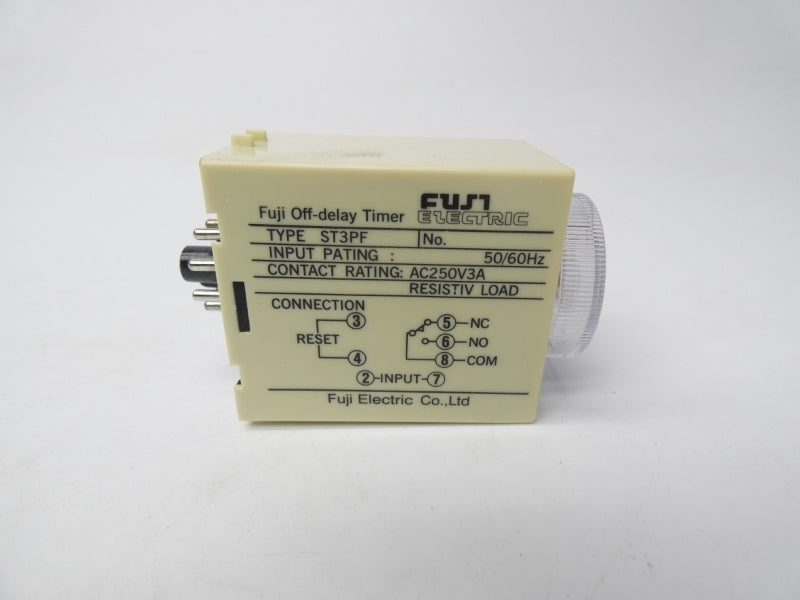 Fuji Off-delay Timer FUJI ELECTRIC
TYPE ST3PF No.
INPUT PATING : 50/60Hz
CONTACT RATING: AC250V3A
RESISTIV LOAD
CONNECTION
3 5 NC
RESET 6 NO
4 8 COM
2 INPUT 7
Fuji Electric Co.,Ltd